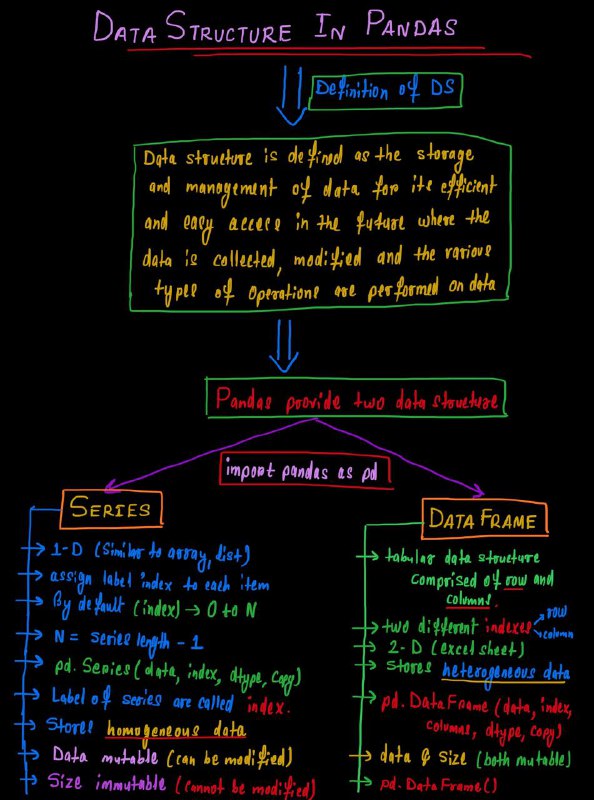 DATA STRUCTURE IN PANDAS
Definition of DS
Data structure is defined as the storage
and management of data for its efficient
and easy access in the future where the
data is collected, modified and the various
types of operations are performed on data
Pandas provide two data structure
import pandas as pd
SERIES
1-D (Similar to array, list)
assign label index to each item
By default (index) → 0 to N
N = series length - 1
pd. Series (data, index, dtype, copy)
Label of series are called index.
Stores homogeneous data
Data mutable (can be modified)
Size immutable (cannot be modified)
DATA FRAME
tabular data structure
comprised of row and
columns.
two different indexes
row
column
2-D (excel sheet)
stores heterogeneous data
pd. DataFrame (data, index,
columns, dtype, copy)
data & size (both mutable)
pd. DataFrame ()